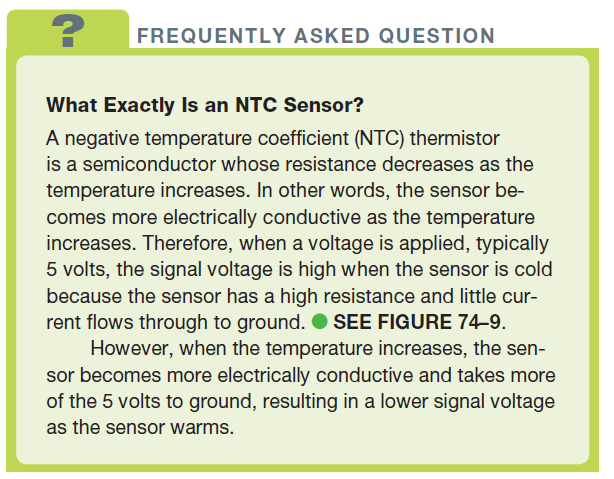 ?
FREQUENTLY ASKED QUESTION
What Exactly Is an NTC Sensor?
A negative temperature coefficient (NTC) thermistor
is a semiconductor whose resistance decreases as the
temperature increases. In other words, the sensor be-
comes more electrically conductive as the temperature
increases. Therefore, when a voltage is applied, typically
5 volts, the signal voltage is high when the sensor is cold
because the sensor has a high resistance and little cur-
rent flows through to ground. ● SEE FIGURE 74–9.
However, when the temperature increases, the sen-
sor becomes more electrically conductive and takes more
of the 5 volts to ground, resulting in a lower signal voltage
as the sensor warms.